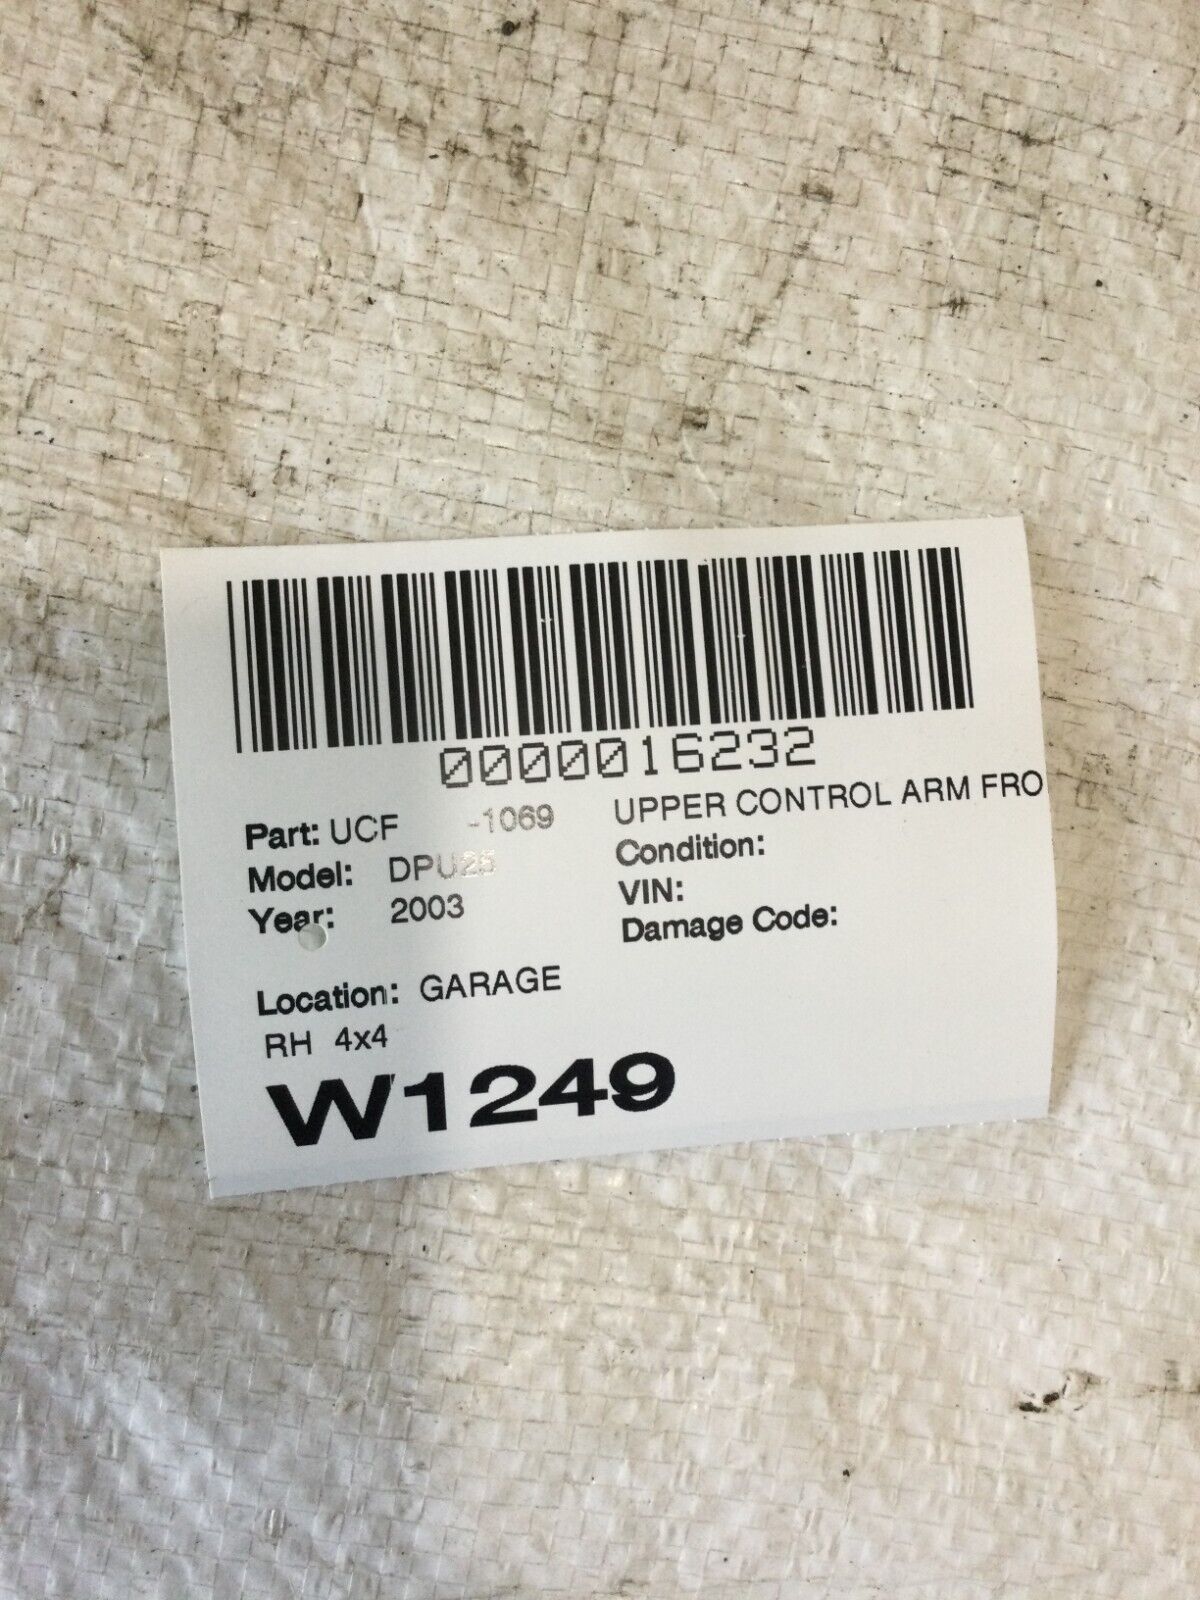 0000016232
Part: UCF -1069 UPPER CONTROL ARM FRO
Model: DPU25 Condition:
Year: 2003 VIN:
Damage Code:
Location: GARAGE
RH 4x4
W1249